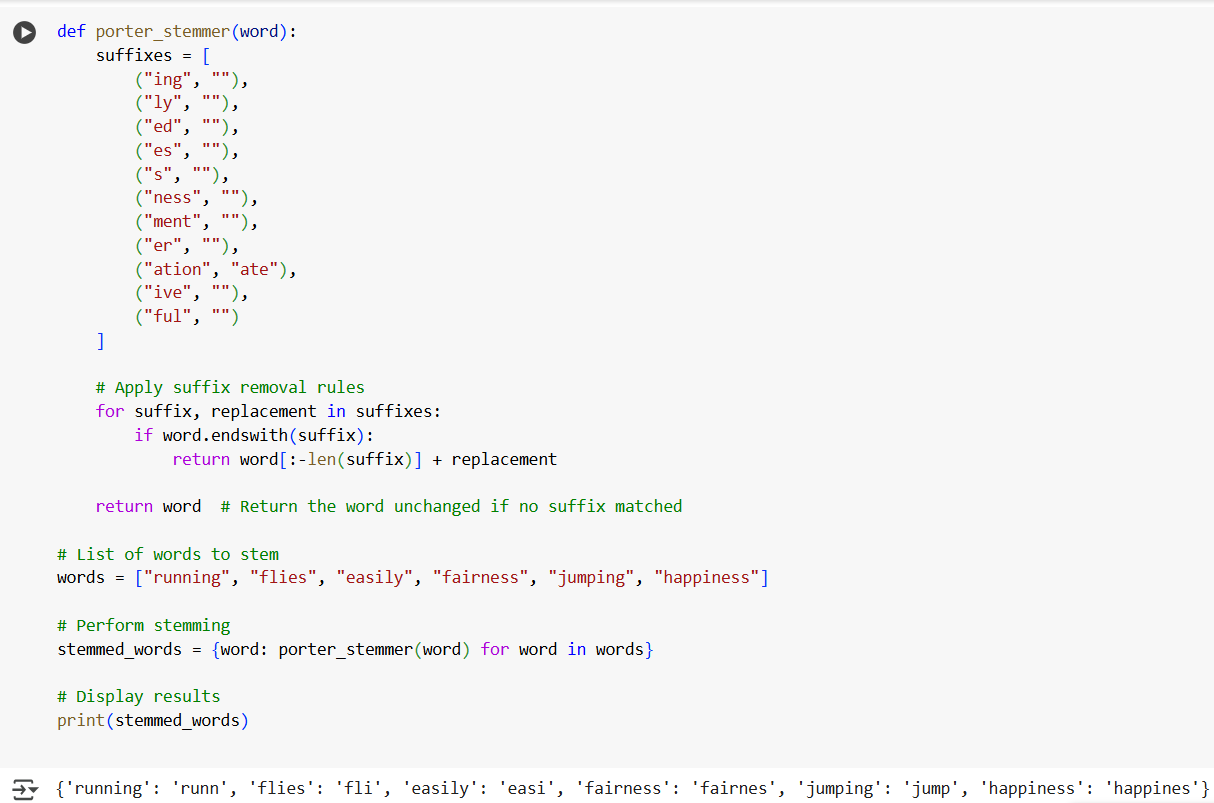 def porter_stemmer(word):
    suffixes = [
        ("ing", ""),
        ("ly", ""),
        ("ed", ""),
        ("es", ""),
        ("s", ""),
        ("ness", ""),
        ("ment", ""),
        ("er", ""),
        ("ation", "ate"),
        ("ive", ""),
        ("ful", "")
    ]

    # Apply suffix removal rules
    for suffix, replacement in suffixes:
        if word.endswith(suffix):
            return word[:-len(suffix)] + replacement

    return word  # Return the word unchanged if no suffix matched

# List of words to stem
words = ["running", "flies", "easily", "fairness", "jumping", "happiness"]

# Perform stemming
stemmed_words = {word: porter_stemmer(word) for word in words}

# Display results
print(stemmed_words)

{'running': 'runn', 'flies': 'fli', 'easily': 'easi', 'fairness': 'fairnes', 'jumping': 'jump', 'happiness': 'happines'}